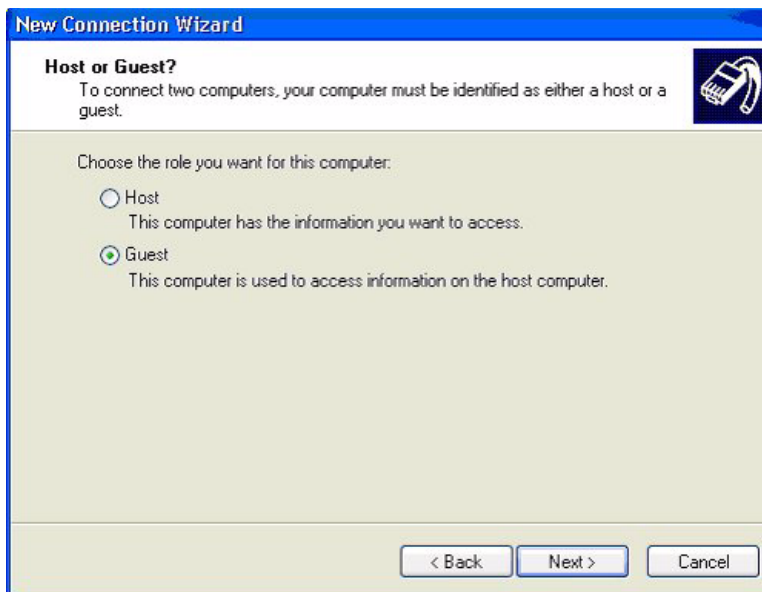 New Connection Wizard
Host or Guest?
To connect two computers, your computer must be identified as either a host or a
guest.
Choose the role you want for this computer:
Host
This computer has the information you want to access.
Guest
This computer is used to access information on the host computer.
< Back Next > Cancel